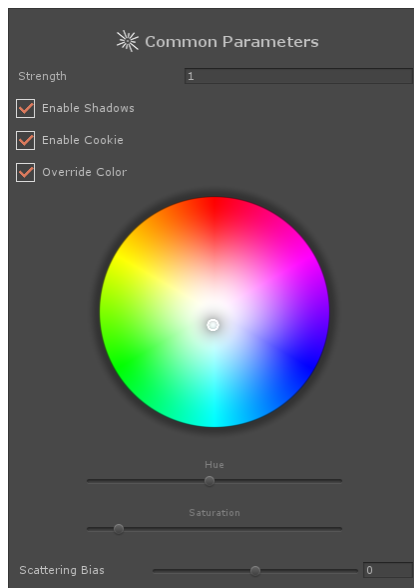 Common Parameters
Strength 1
Enable Shadows
Enable Cookie
Override Color
Hue
Saturation
Scattering Bias 0